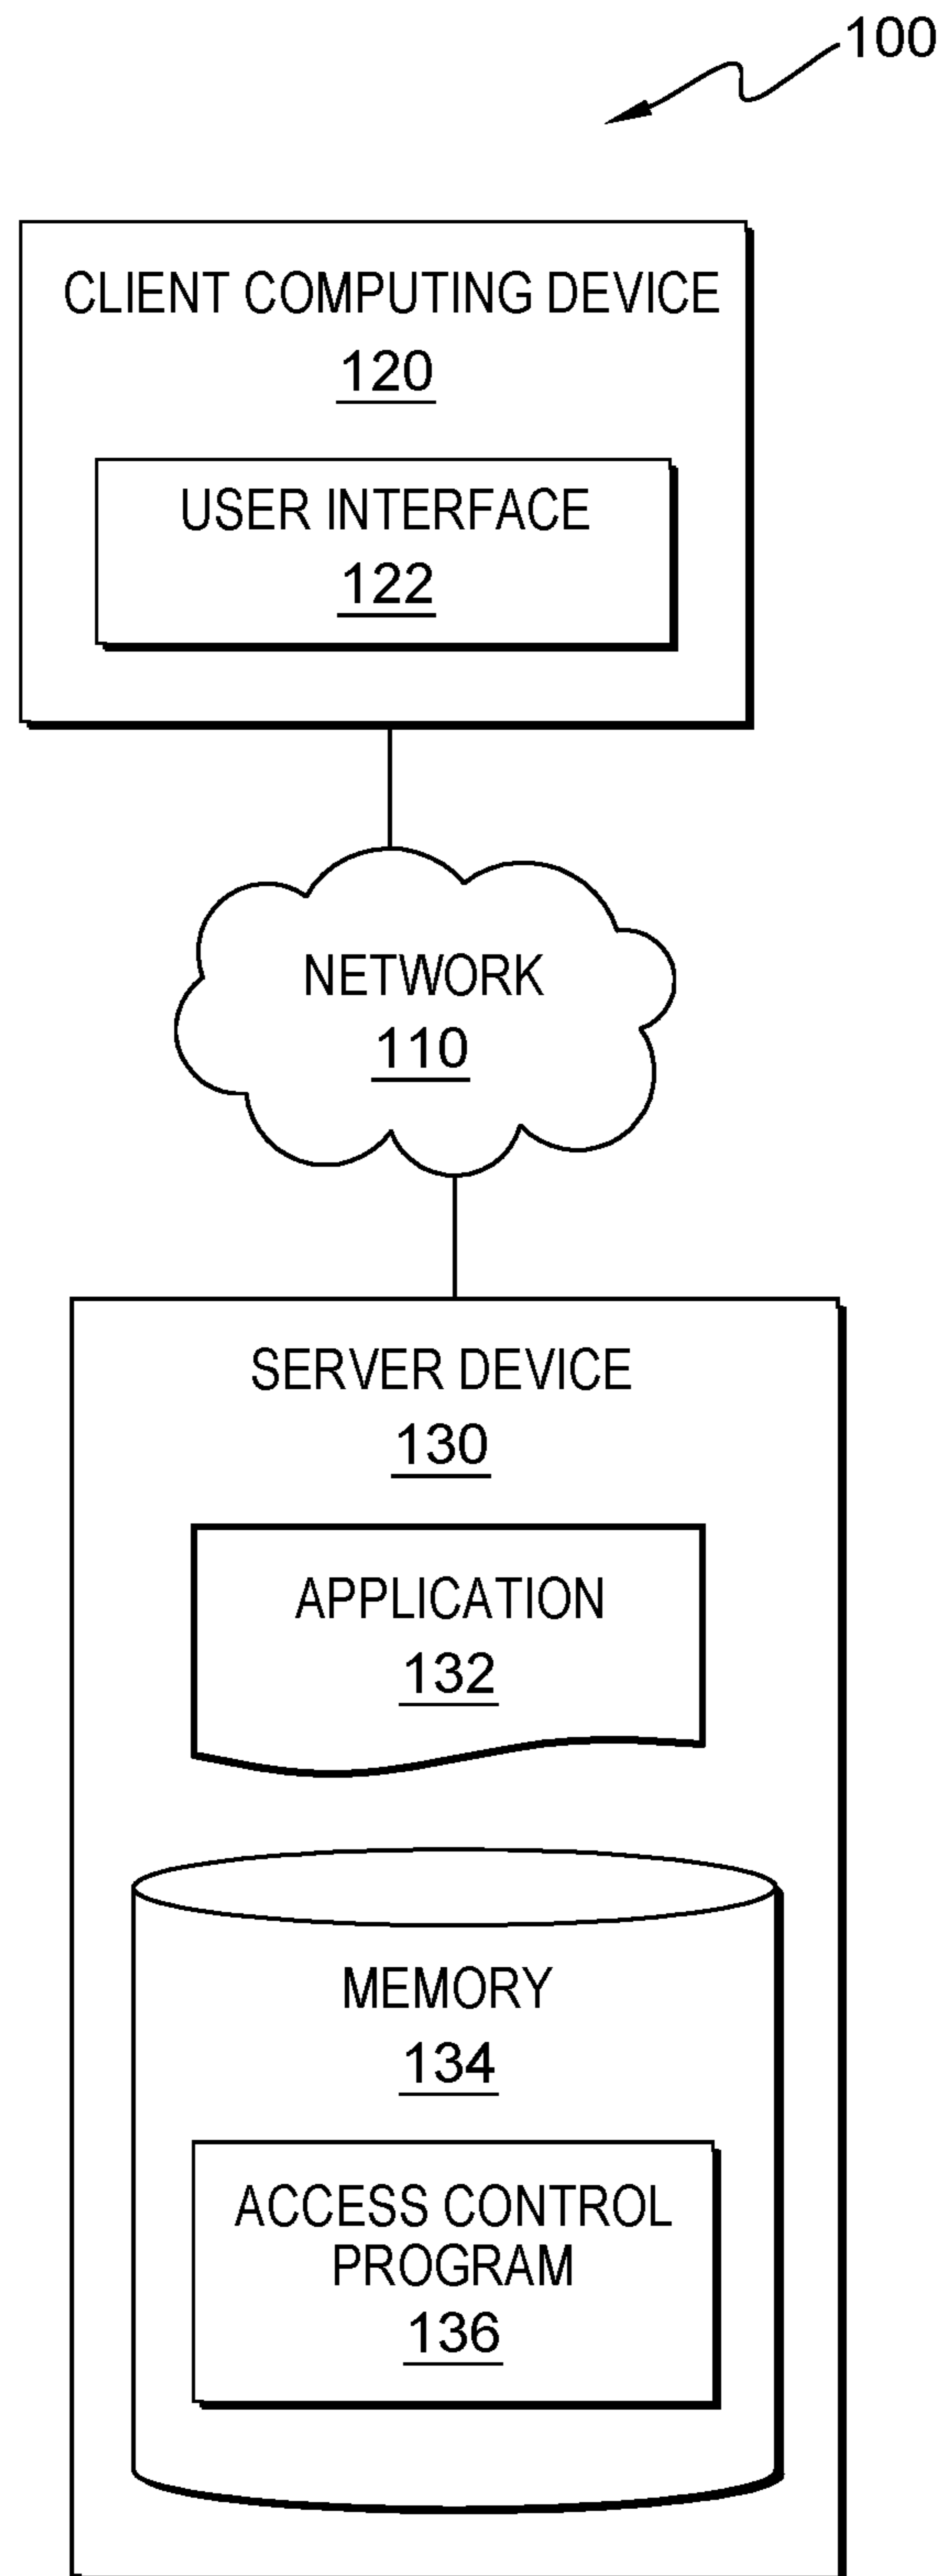 100
CLIENT COMPUTING DEVICE
120
USER INTERFACE
122
NETWORK
110
SERVER DEVICE
130
APPLICATION
132
MEMORY
134
ACCESS CONTROL
PROGRAM
136